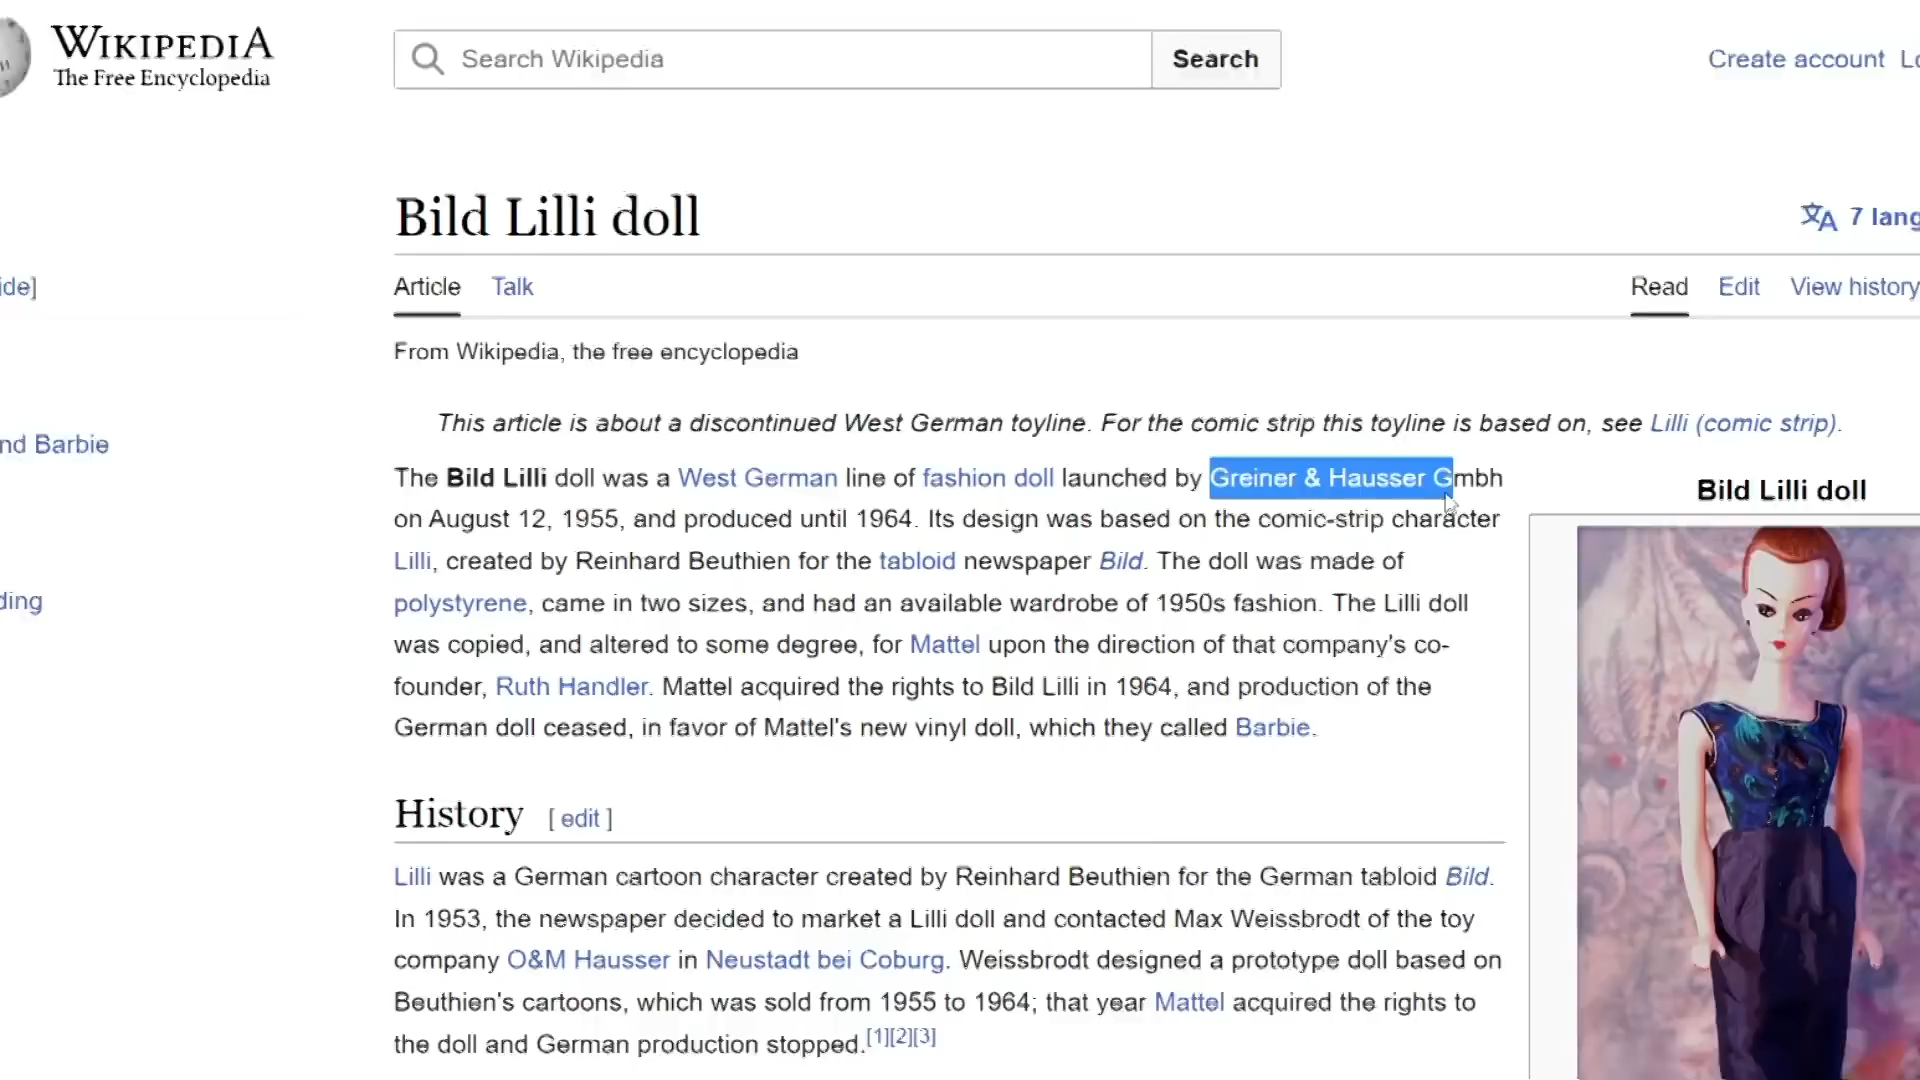 WIKIPEDIA
The Free Encyclopedia
Search Wikipedia
Search
Create account
Bild Lilli doll
7 lang
ide]
Article Talk
Read Edit View history
From Wikipedia, the free encyclopedia
This article is about a discontinued West German toyline. For the comic strip this toyline is based on, see Lilli (comic strip).
nd Barbie
The Bild Lilli doll was a West German line of fashion doll launched by Greiner & Hausser Gmbh
on August 12, 1955, and produced until 1964. Its design was based on the comic-strip character
Lilli, created by Reinhard Beuthien for the tabloid newspaper Bild. The doll was made of
polystyrene, came in two sizes, and had an available wardrobe of 1950s fashion. The Lilli doll
was copied, and altered to some degree, for Mattel upon the direction of that company's co-
founder, Ruth Handler. Mattel acquired the rights to Bild Lilli in 1964, and production of the
German doll ceased, in favor of Mattel's new vinyl doll, which they called Barbie.
Bild Lilli doll
ding
History [ edit ]
Lilli was a German cartoon character created by Reinhard Beuthien for the German tabloid Bild.
In 1953, the newspaper decided to market a Lilli doll and contacted Max Weissbrodt of the toy
company O&M Hausser in Neustadt bei Coburg. Weissbrodt designed a prototype doll based on
Beuthien's cartoons, which was sold from 1955 to 1964; that year Mattel acquired the rights to
the doll and German production stopped.[1][2][3]